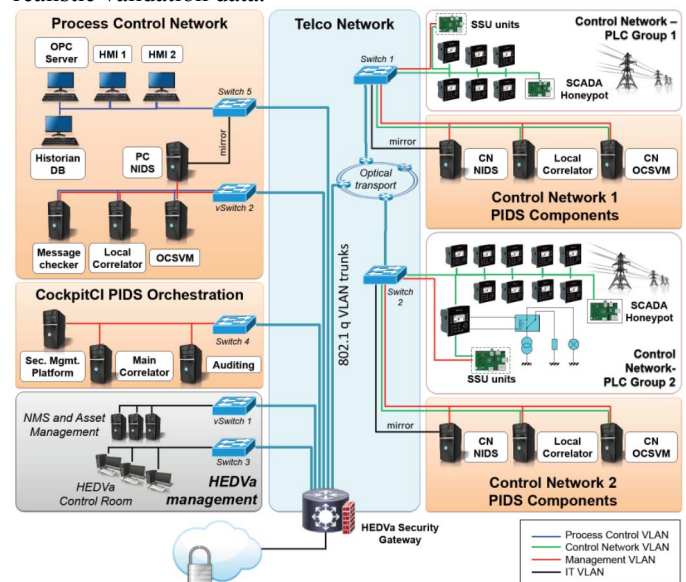 realistic validation data.
Process Control Network
OPC
Server
HMI 1
HMI 2
Switch 5
Historian
DB
PC
NIDS
mirror
vSwitch 2
Message
checker
Local
Correlator
OCSVM
CockpitCI PIDS Orchestration
Switch 4
Sec. Mgmt.
Platform
Main
Correlator
Auditing
NMS and Asset
Management
vSwitch 1
Switch 3
HEDVa
Control Room
HEDVa
management
Telco Network
Switch 1
mirror
Optical
transport
802.1 q VLAN trunks
Switch
2
mirror
HEDVa Security
Gateway
SSU units
Control Network –
PLC Group 1
SCADA
Honeypot
CN
NIDS
Local
Correlator
CN
OCSVM
Control Network 1
PIDS Components
SCADA
Honeypot
SSU units
Control
Network-
PLC Group 2
CN
NIDS
Local
Correlator
CN
OCSVM
Control Network 2
PIDS Components
Process Control VLAN
Control Network VLAN
Management VLAN
IT VLAN